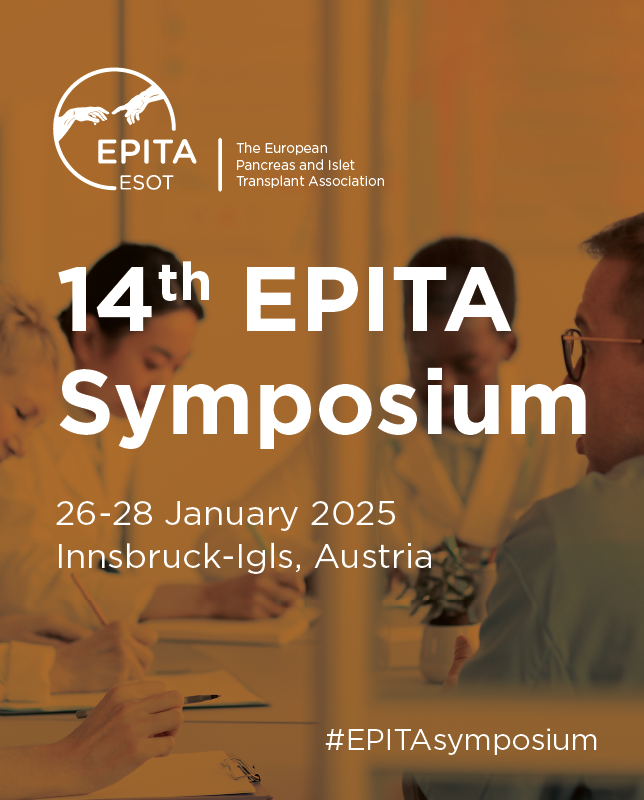 EPITA
ESOT
The European
Pancreas and Islet
Transplant Association
14th EPITA
Symposium
26-28 January 2025
Innsbruck-Igls, Austria
#EPITAsymposium